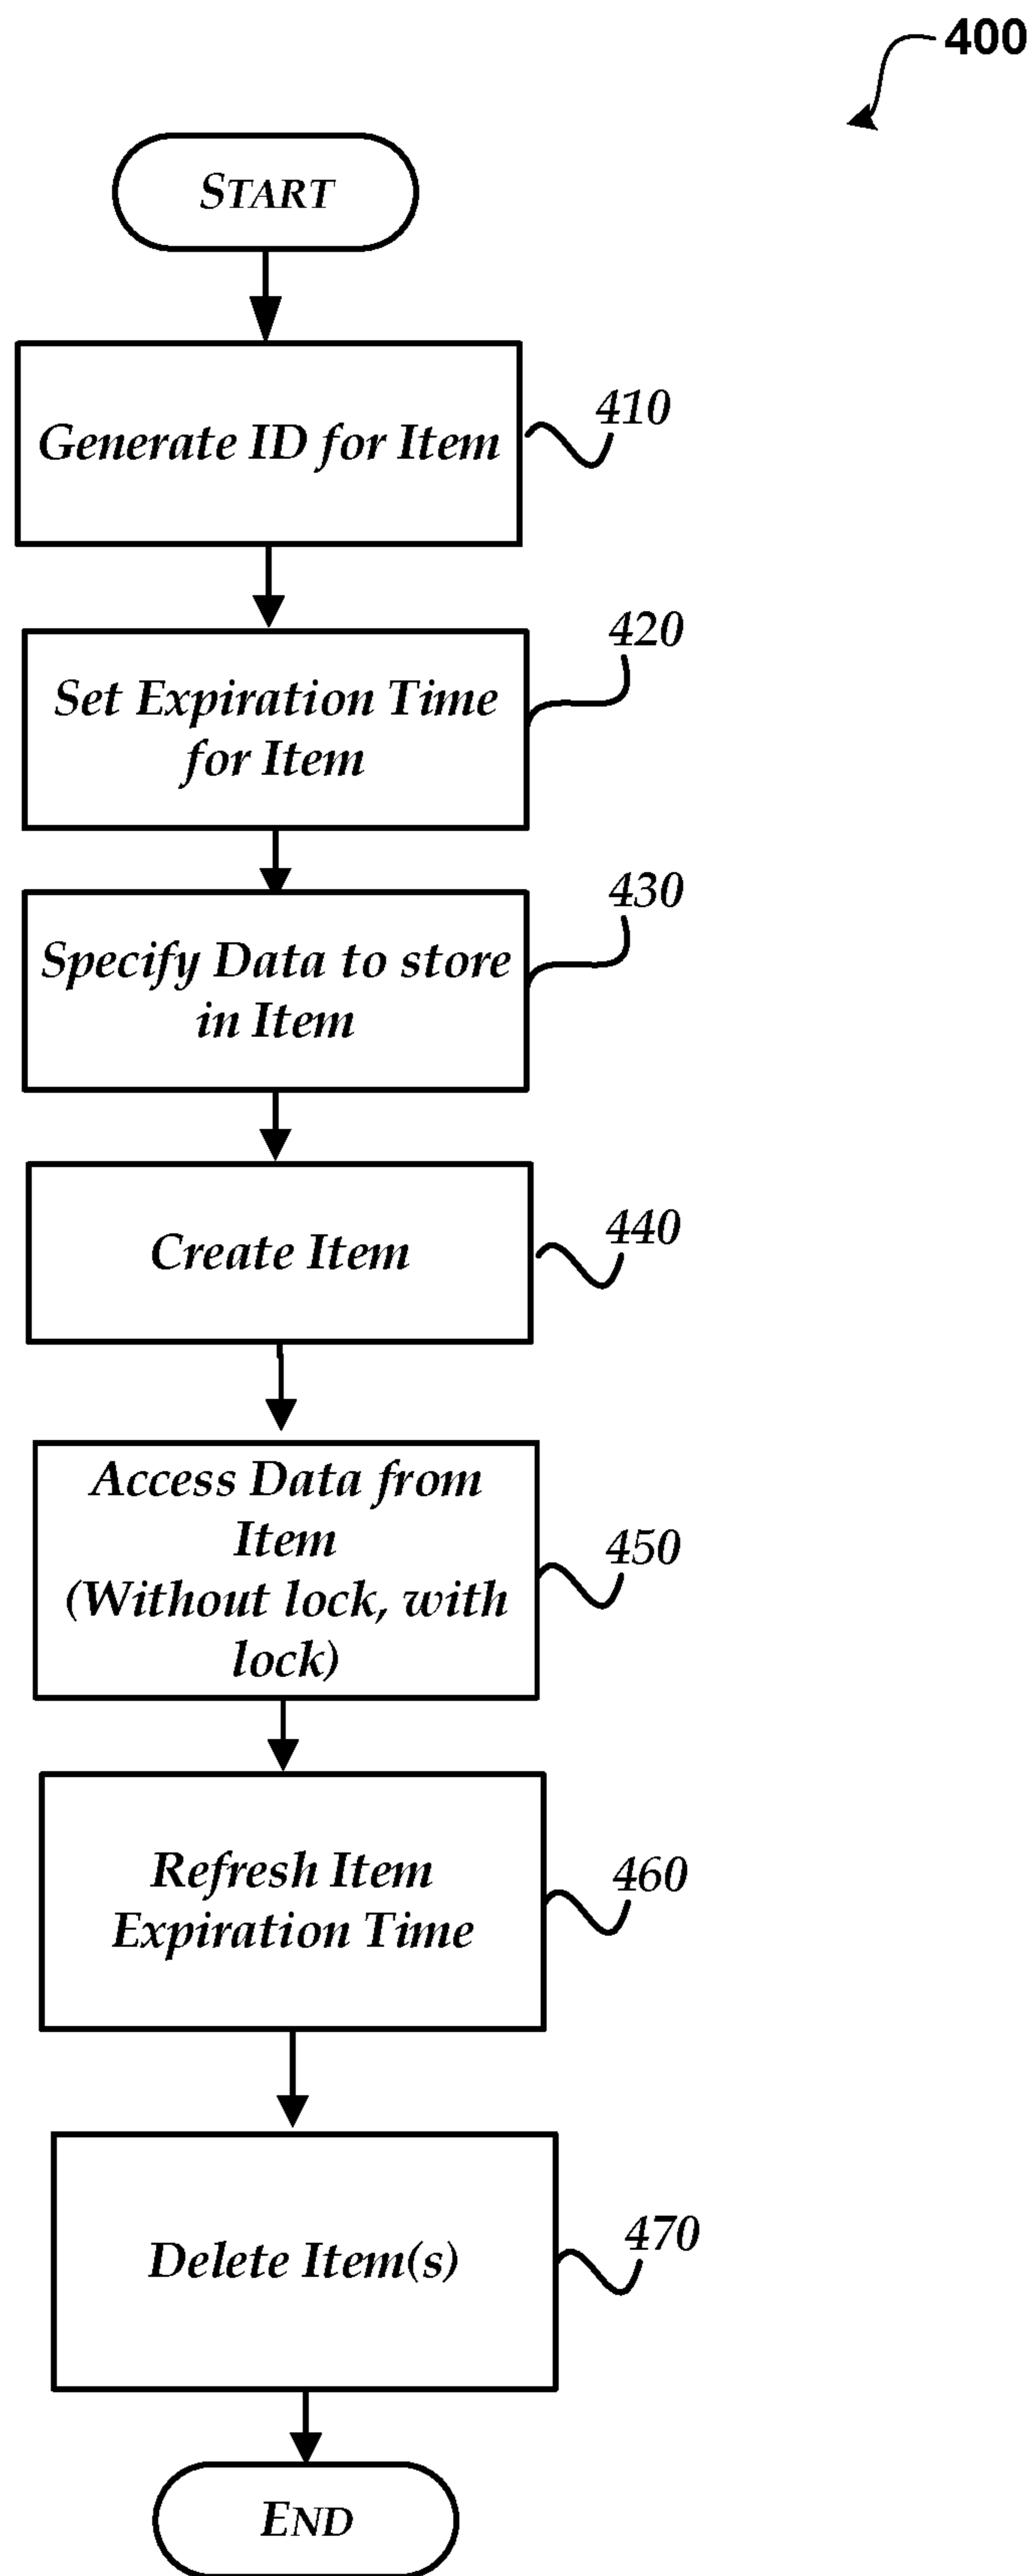 400
START
Generate ID for Item
410
420
Set Expiration Time
for Item
430
Specify Data to store
in Item
Create Item
440
Access Data from
Item
(Without lock, with
lock)
450
Refresh Item
Expiration Time
460
Delete Item(s)
470
END